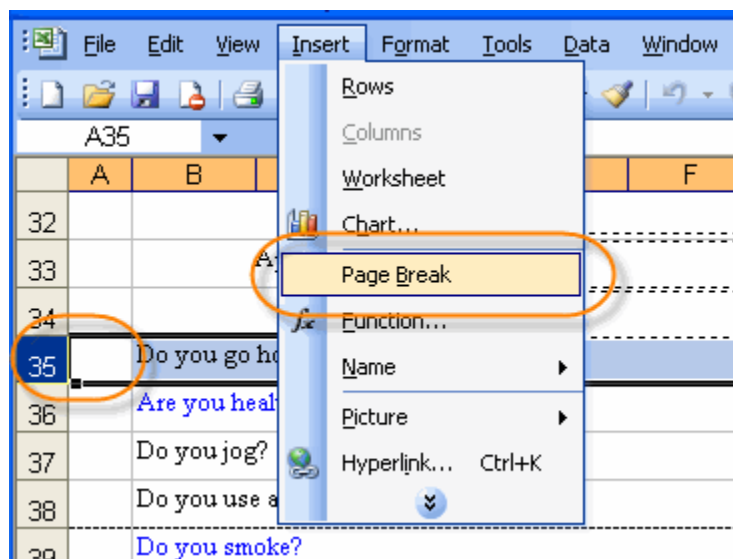 File Edit View Insert Format Tools Data Window
A35
Rows
Columns
Worksheet
Chart...
Page Break
Function...
Name
Picture
Hyperlink... Ctrl+K
A B F
32
33
34
35 Do you go
36 Are you
37 Do you jog?
38 Do you use
39 Do you smoke?